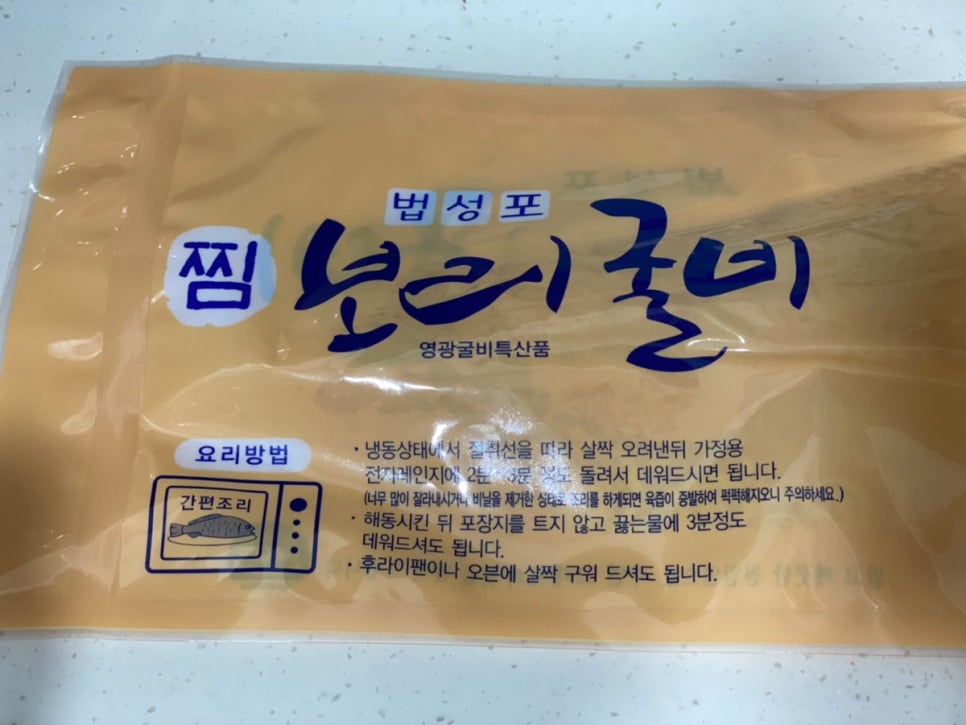 법성포
찜 보리굴비
영광굴비특산품
요리방법
간편조리
· 냉동상태에서 절취선을 따라 살짝 오려낸뒤 가정용
전자레인지에 2분 3분 정도 돌려서 데워드시면 됩니다.
(너무 많이 잘라내시거나 비닐을 제거한 상태로 조리를 하게되면 육즙이 증발하여 퍽퍽해지오니 주의하세요.)
· 해동시킨 뒤 포장지를 트지 않고 끓는물에 3분정도
데워드셔도 됩니다.
· 후라이팬이나 오븐에 살짝 구워 드셔도 됩니다.